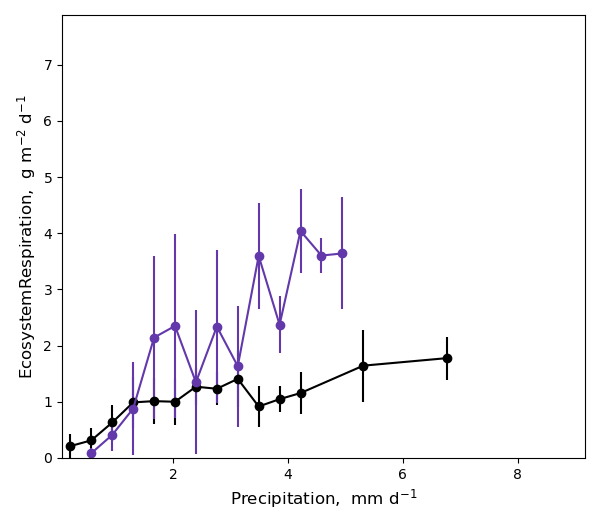 7
6
5
4
3
2
1
0
EcosystemRespiration,  g m⁻² d⁻¹
2 4 6 8
Precipitation,  mm d⁻¹